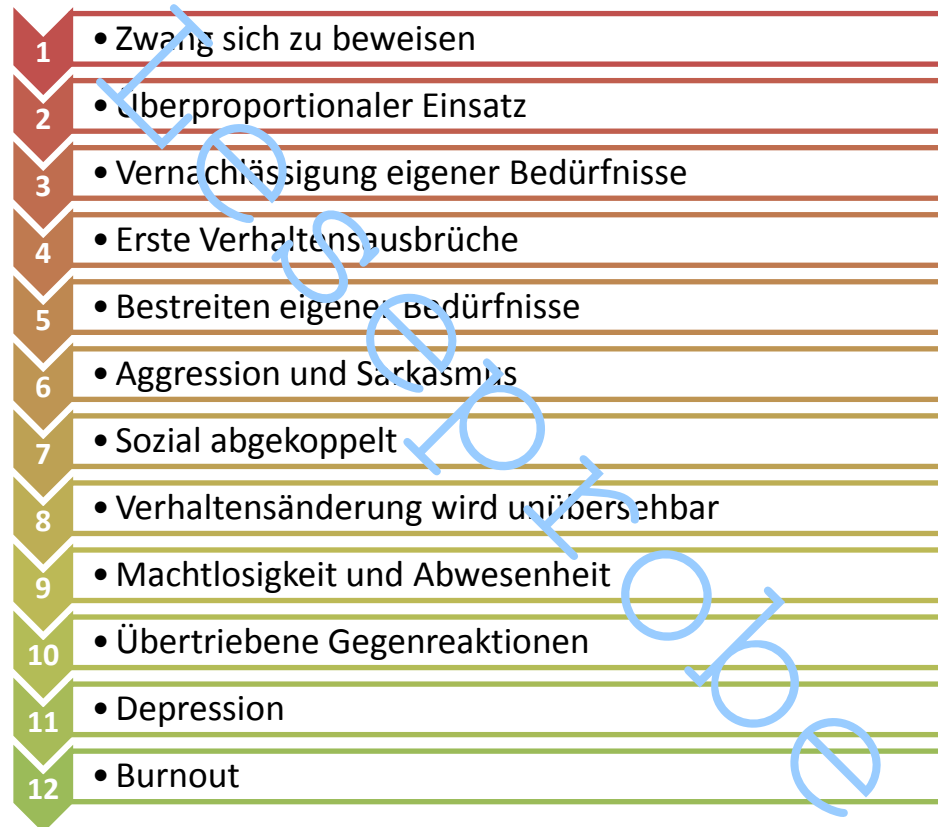 1 • Zwang sich zu beweisen
2 • Überproportionaler Einsatz
3 • Vernachlässigung eigener Bedürfnisse
4 • Erste Verhaltensausbrüche
5 • Bestreiten eigener Bedürfnisse
6 • Aggression und Sarkasmus
7 • Sozial abgekoppelt
8 • Verhaltensänderung wird unübersehbar
9 • Machtlosigkeit und Abwesenheit
10 • Übertriebene Gegenreaktionen
11 • Depression
12 • Burnout
Leseprobe